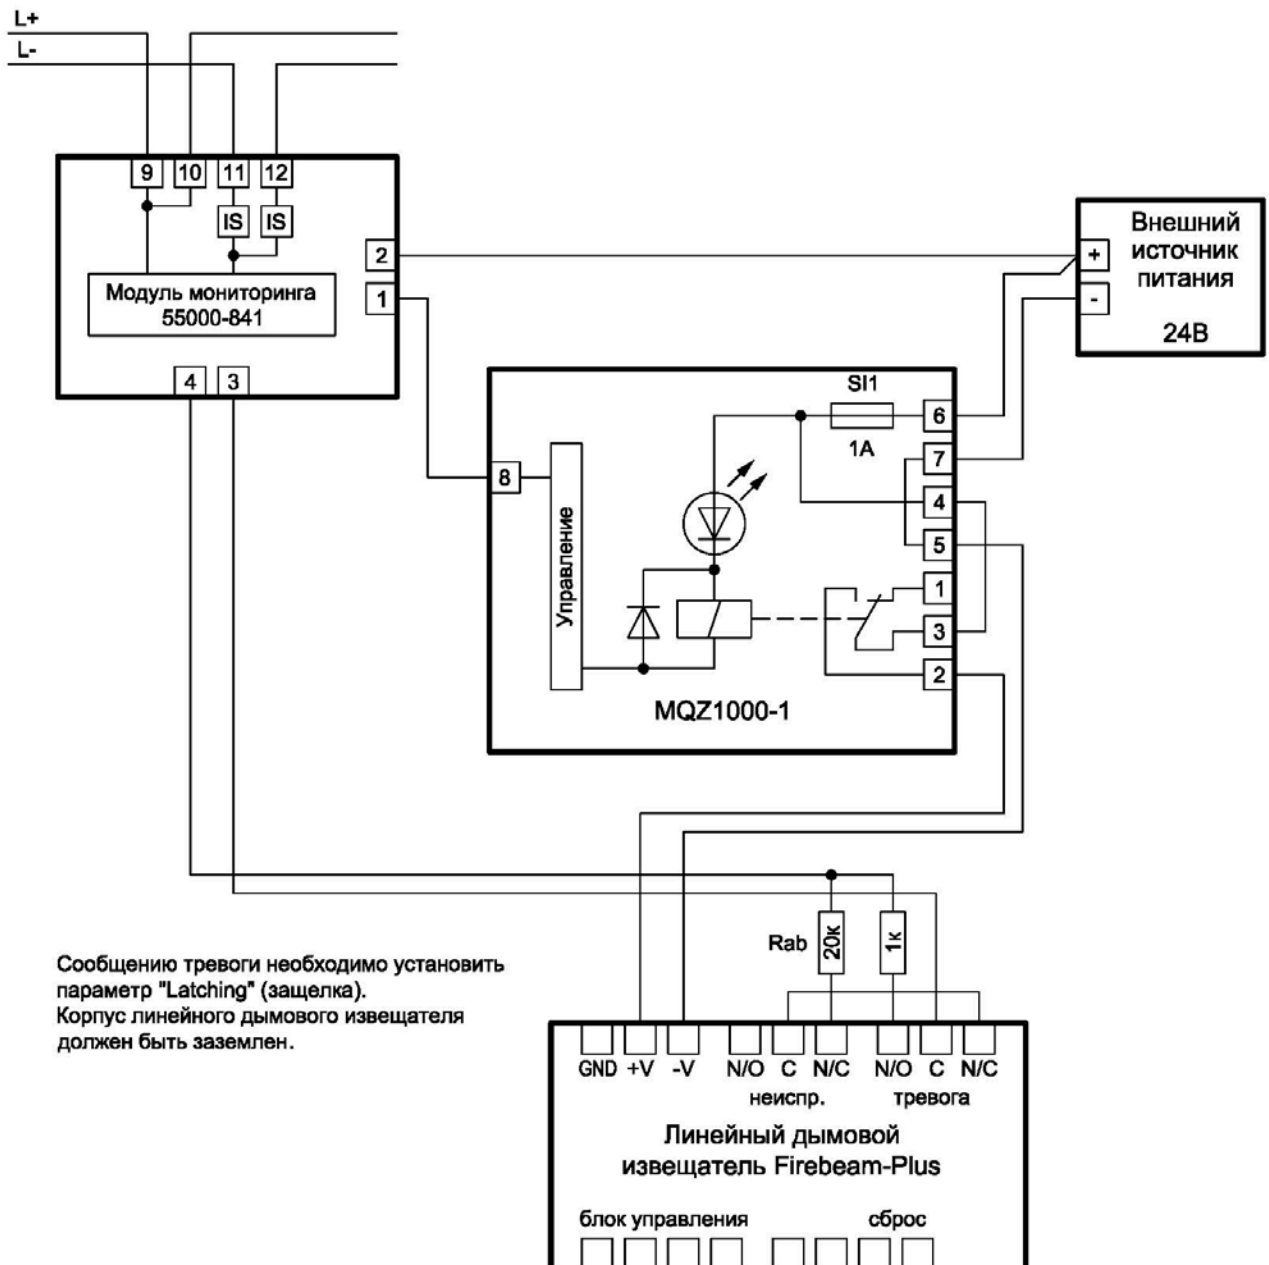 L+
L-
9 10 11 12
IS IS
2
1
Модуль мониторинга
55000-841
4 3
Внешний
источник
питания
24В
+
-
SI1
1A
6
7
4
5
1
3
2
8
Управление
MQZ1000-1
Rab
20к
1к
Сообщению тревоги необходимо установить
параметр "Latching" (защелка).
Корпус линейного дымового извещателя
должен быть заземлен.
GND +V -V N/O C N/C N/O C N/C
неиспр. тревога
Линейный дымовой
извещатель Firebeam-Plus
блок управления сброс